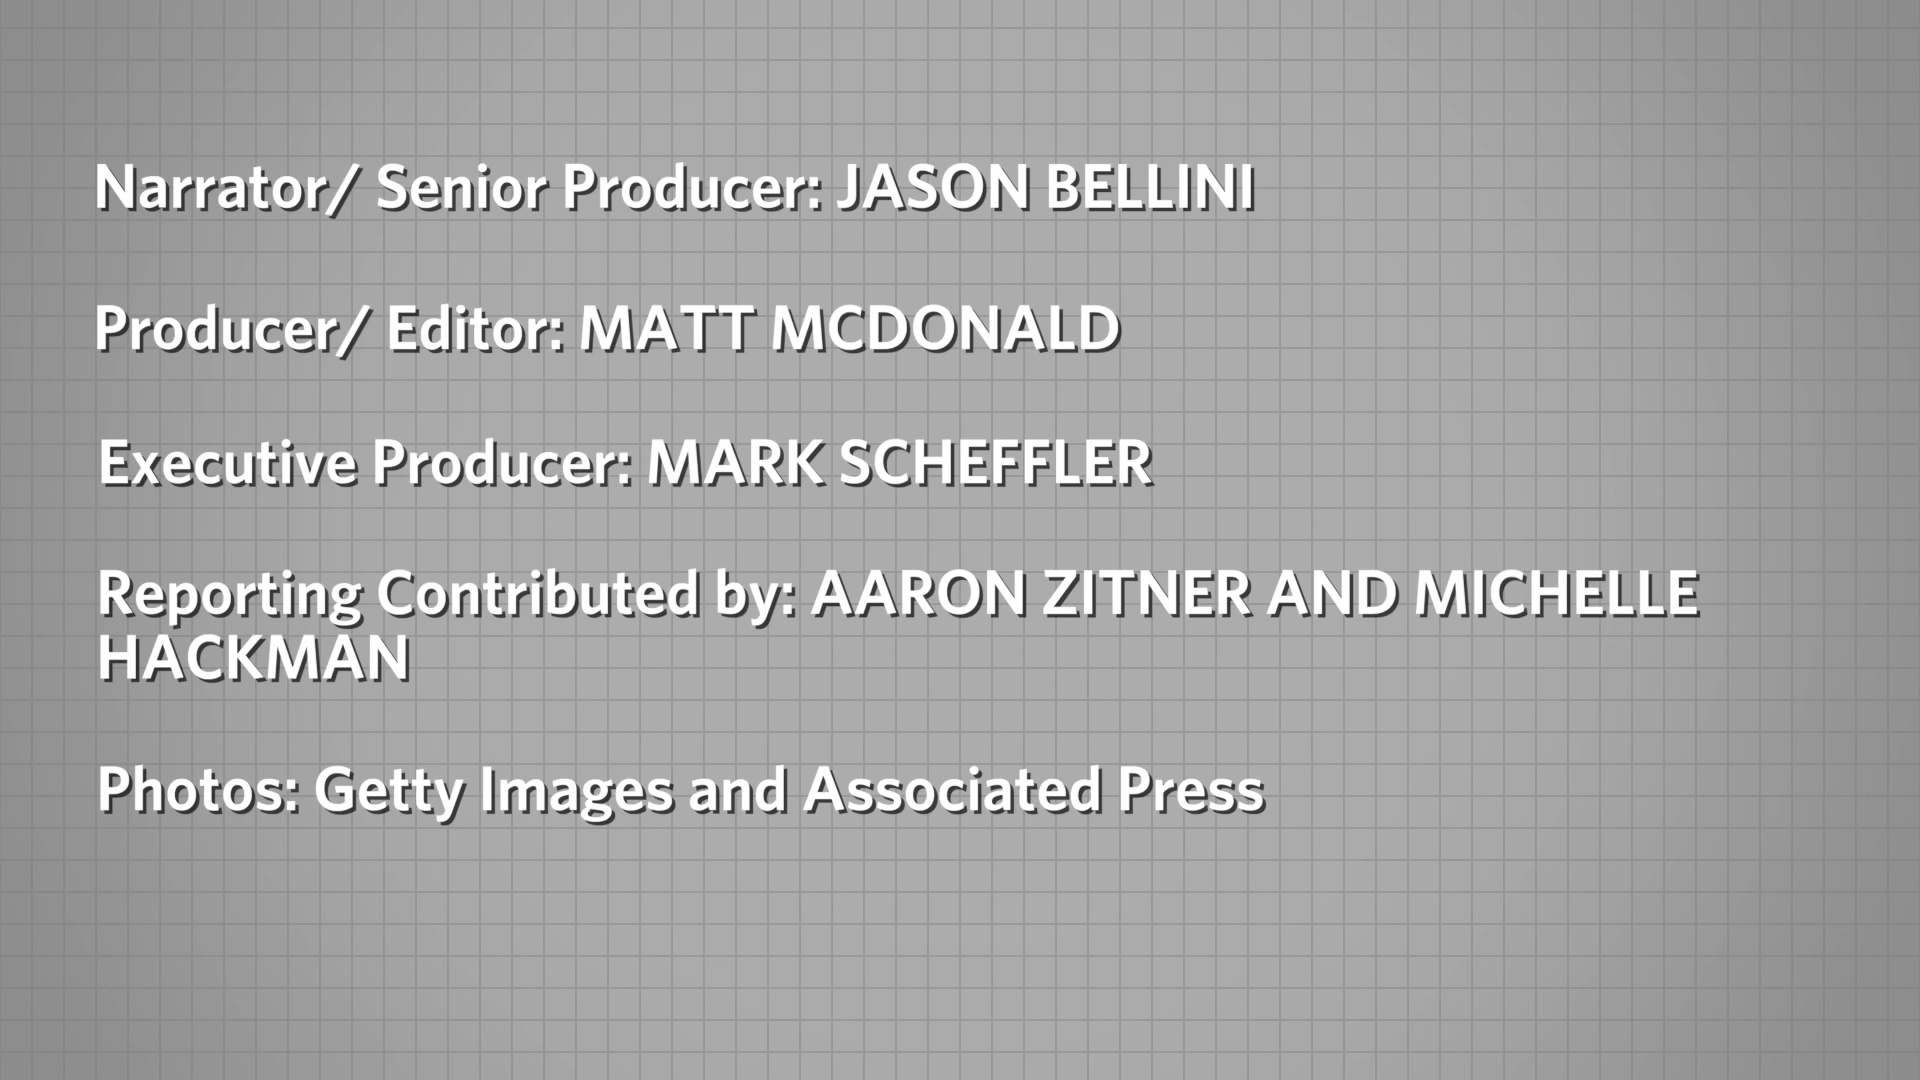 Narrator/ Senior Producer: JASON BELLINI
Producer/ Editor: MATT MCDONALD
Executive Producer: MARK SCHEFFLER
Reporting Contributed by: AARON ZITNER AND MICHELLE
HACKMAN
Photos: Getty Images and Associated Press